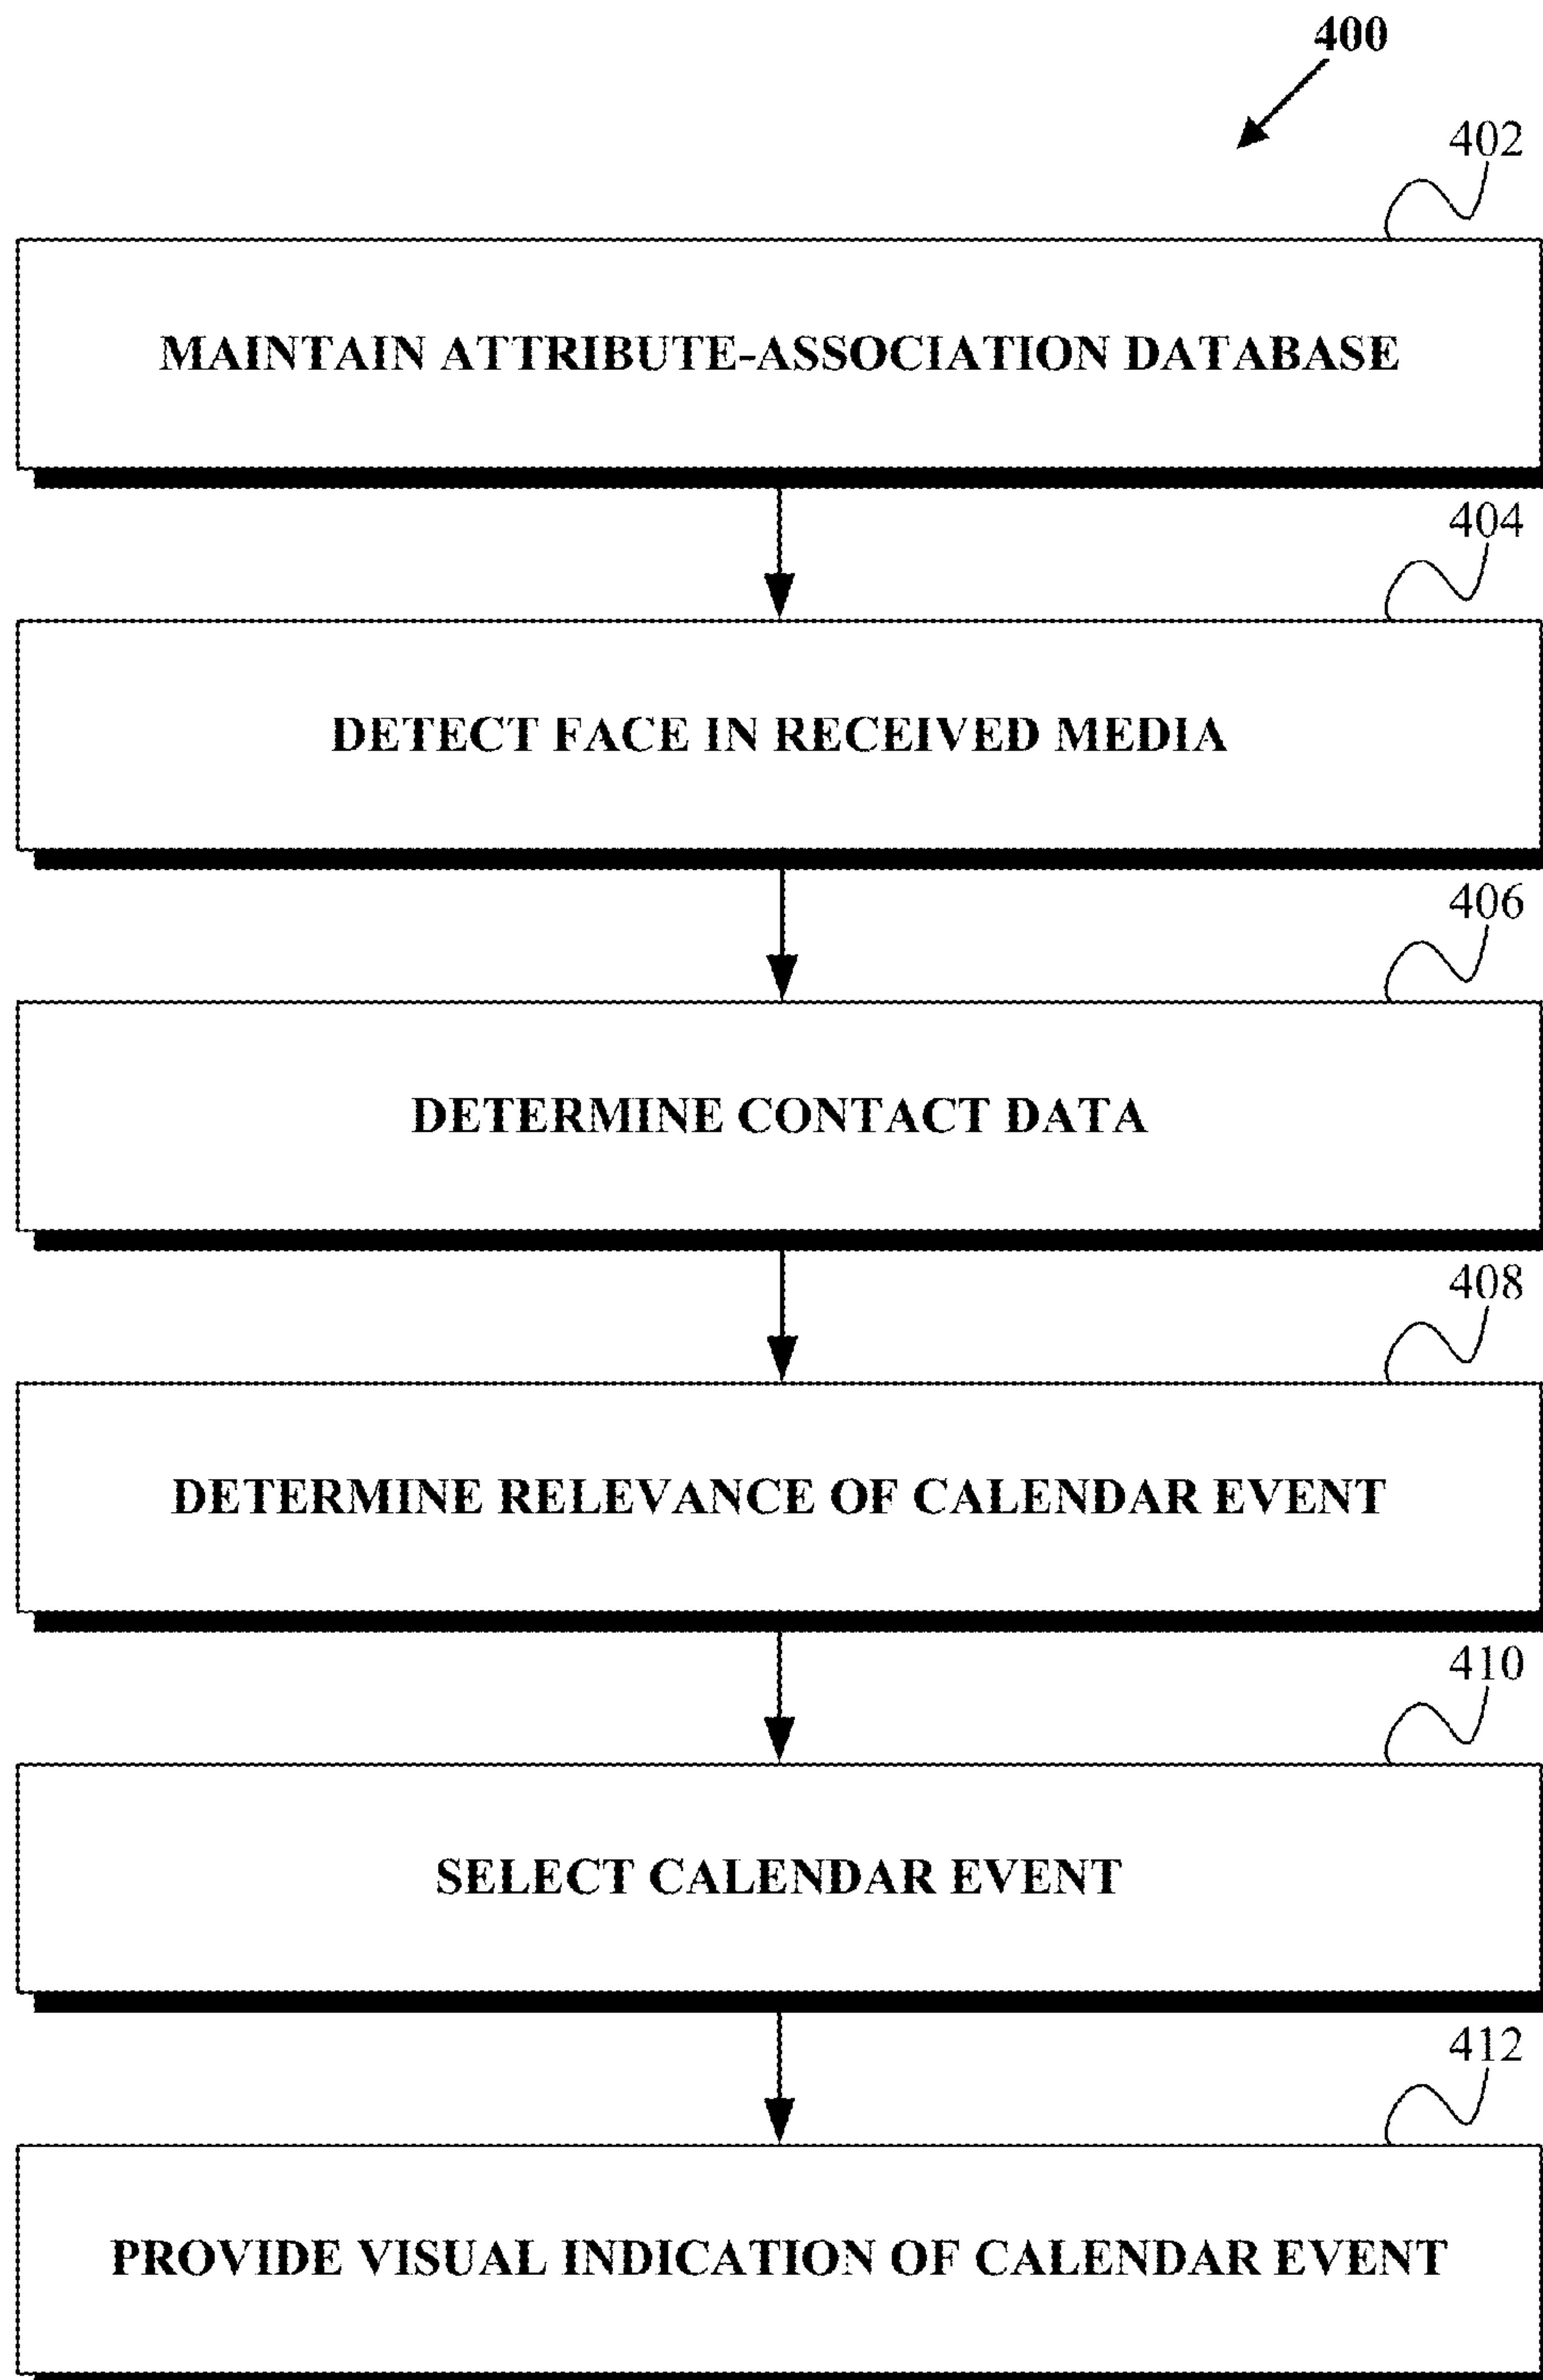 400
402
MAINTAIN ATTRIBUTE-ASSOCIATION DATABASE
404
DETECT FACE IN RECEIVED MEDIA
406
DETERMINE CONTACT DATA
408
DETERMINE RELEVANCE OF CALENDAR EVENT
410
SELECT CALENDAR EVENT
412
PROVIDE VISUAL INDICATION OF CALENDAR EVENT